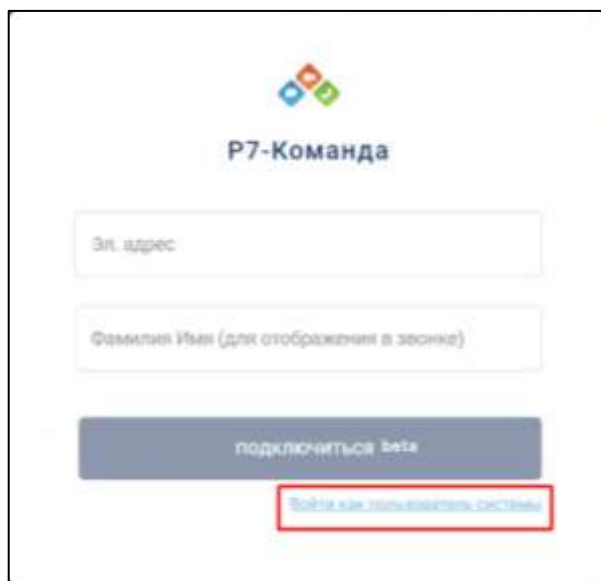 Р7-Команда
Эл. адрес
Фамилия Имя (для отображения в звонке)
подключиться beta
Войти как пользователь системы